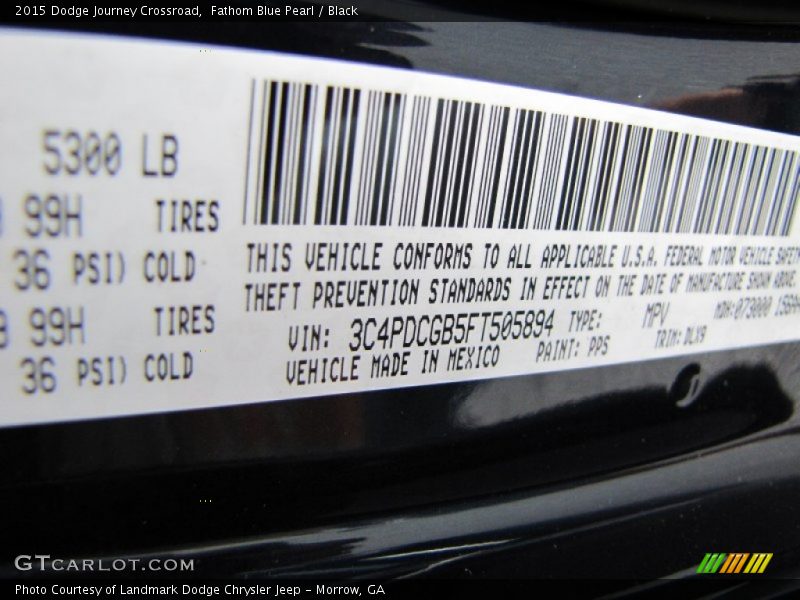 2015 Dodge Journey Crossroad, Fathom Blue Pearl / Black
5300 LB
99H TIRES
36 PSI) COLD
99H TIRES
36 PSI) COLD
THIS VEHICLE CONFORMS TO ALL APPLICABLE U.S.A. FEDERAL MOTOR VEHICLE SAFETY
THEFT PREVENTION STANDARDS IN EFFECT ON THE DATE OF MANUFACTURE SHOWN ABOVE.
VIN: 3C4PDCGB5FT505894 TYPE: MPV MDH:073000
VEHICLE MADE IN MEXICO PAINT: PPS TRIM:DLX9
GTCARLOT.COM
Photo Courtesy of Landmark Dodge Chrysler Jeep - Morrow, GA